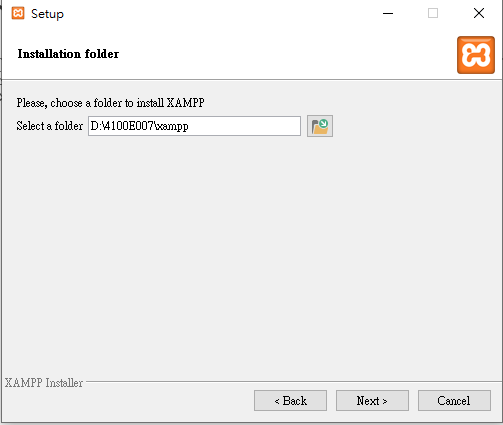 Setup
Installation folder
Please, choose a folder to install XAMPP
Select a folder D:\4100E007\xampp
XAMPP Installer
< Back Next > Cancel